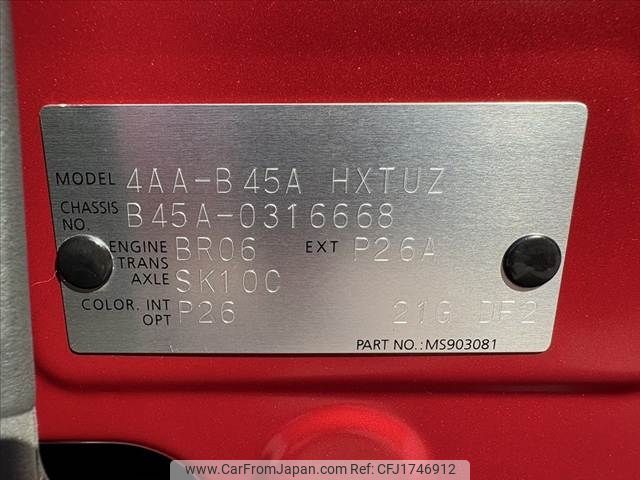 MODEL 4AA-B45A HXTUZ
CHASSIS NO. B45A-0316668
ENGINE BR06 EXT P26A
TRANS AXLE SK10C
COLOR. INT P26
OPT 21G DF2
PART NO.:MS903081
www.CarFromJapan.com/ © CFJ1746912